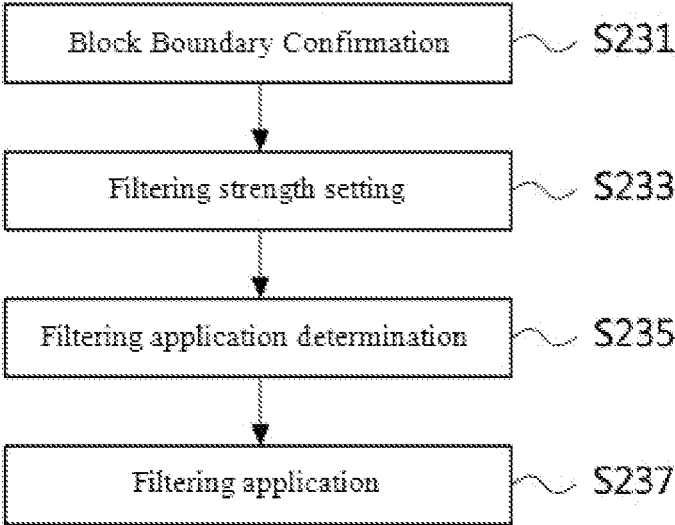 Block Boundary Confirmation S231
Filtering strength setting S233
Filtering application determination S235
Filtering application S237